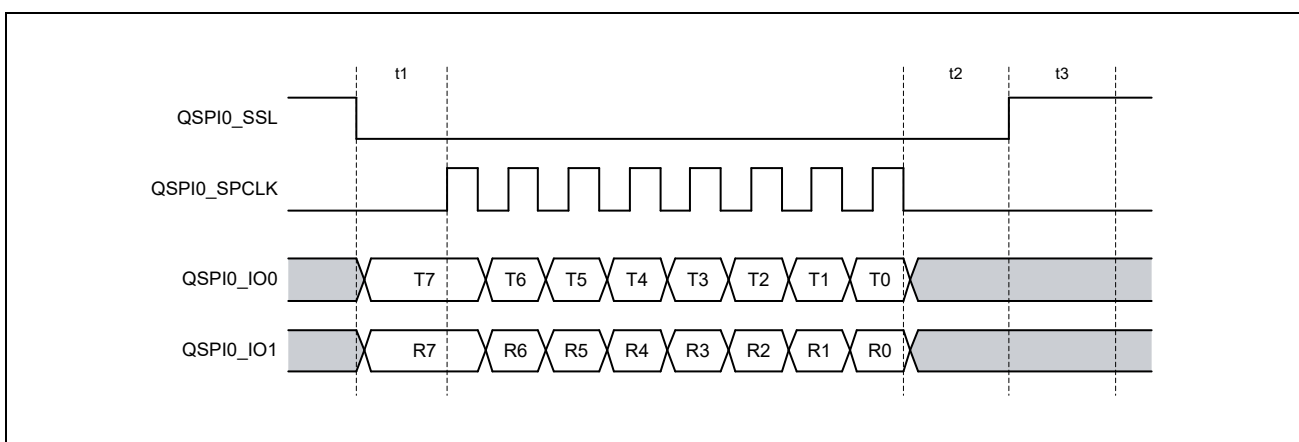 t1 t2 t3
QSPI0_SSL
QSPI0_SPCLK
QSPI0_IO0 T7 T6 T5 T4 T3 T2 T1 T0
QSPI0_IO1 R7 R6 R5 R4 R3 R2 R1 R0